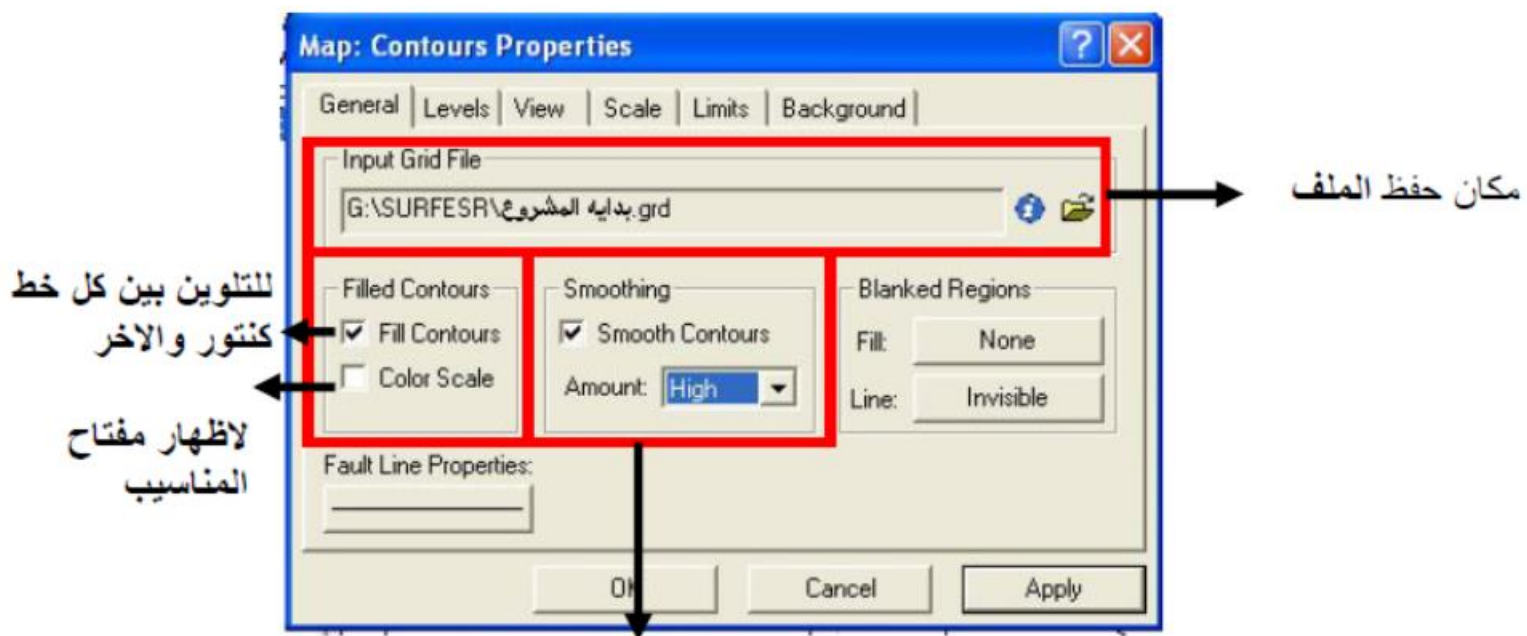 Map: Contours Properties
General Levels View Scale Limits Background
Input Grid File
G:\SURFESR\بدايه المشروع.grd
مكان حفظ الملف
Filled Contours
Fill Contours
Color Scale
Smoothing
Smooth Contours
Amount: High
Blanked Regions
Fill: None
Line: Invisible
للتلوين بين كل خط
كنتور والاخر
لاظهار مفتاح
المناسيب
Fault Line Properties:
Cancel
Apply